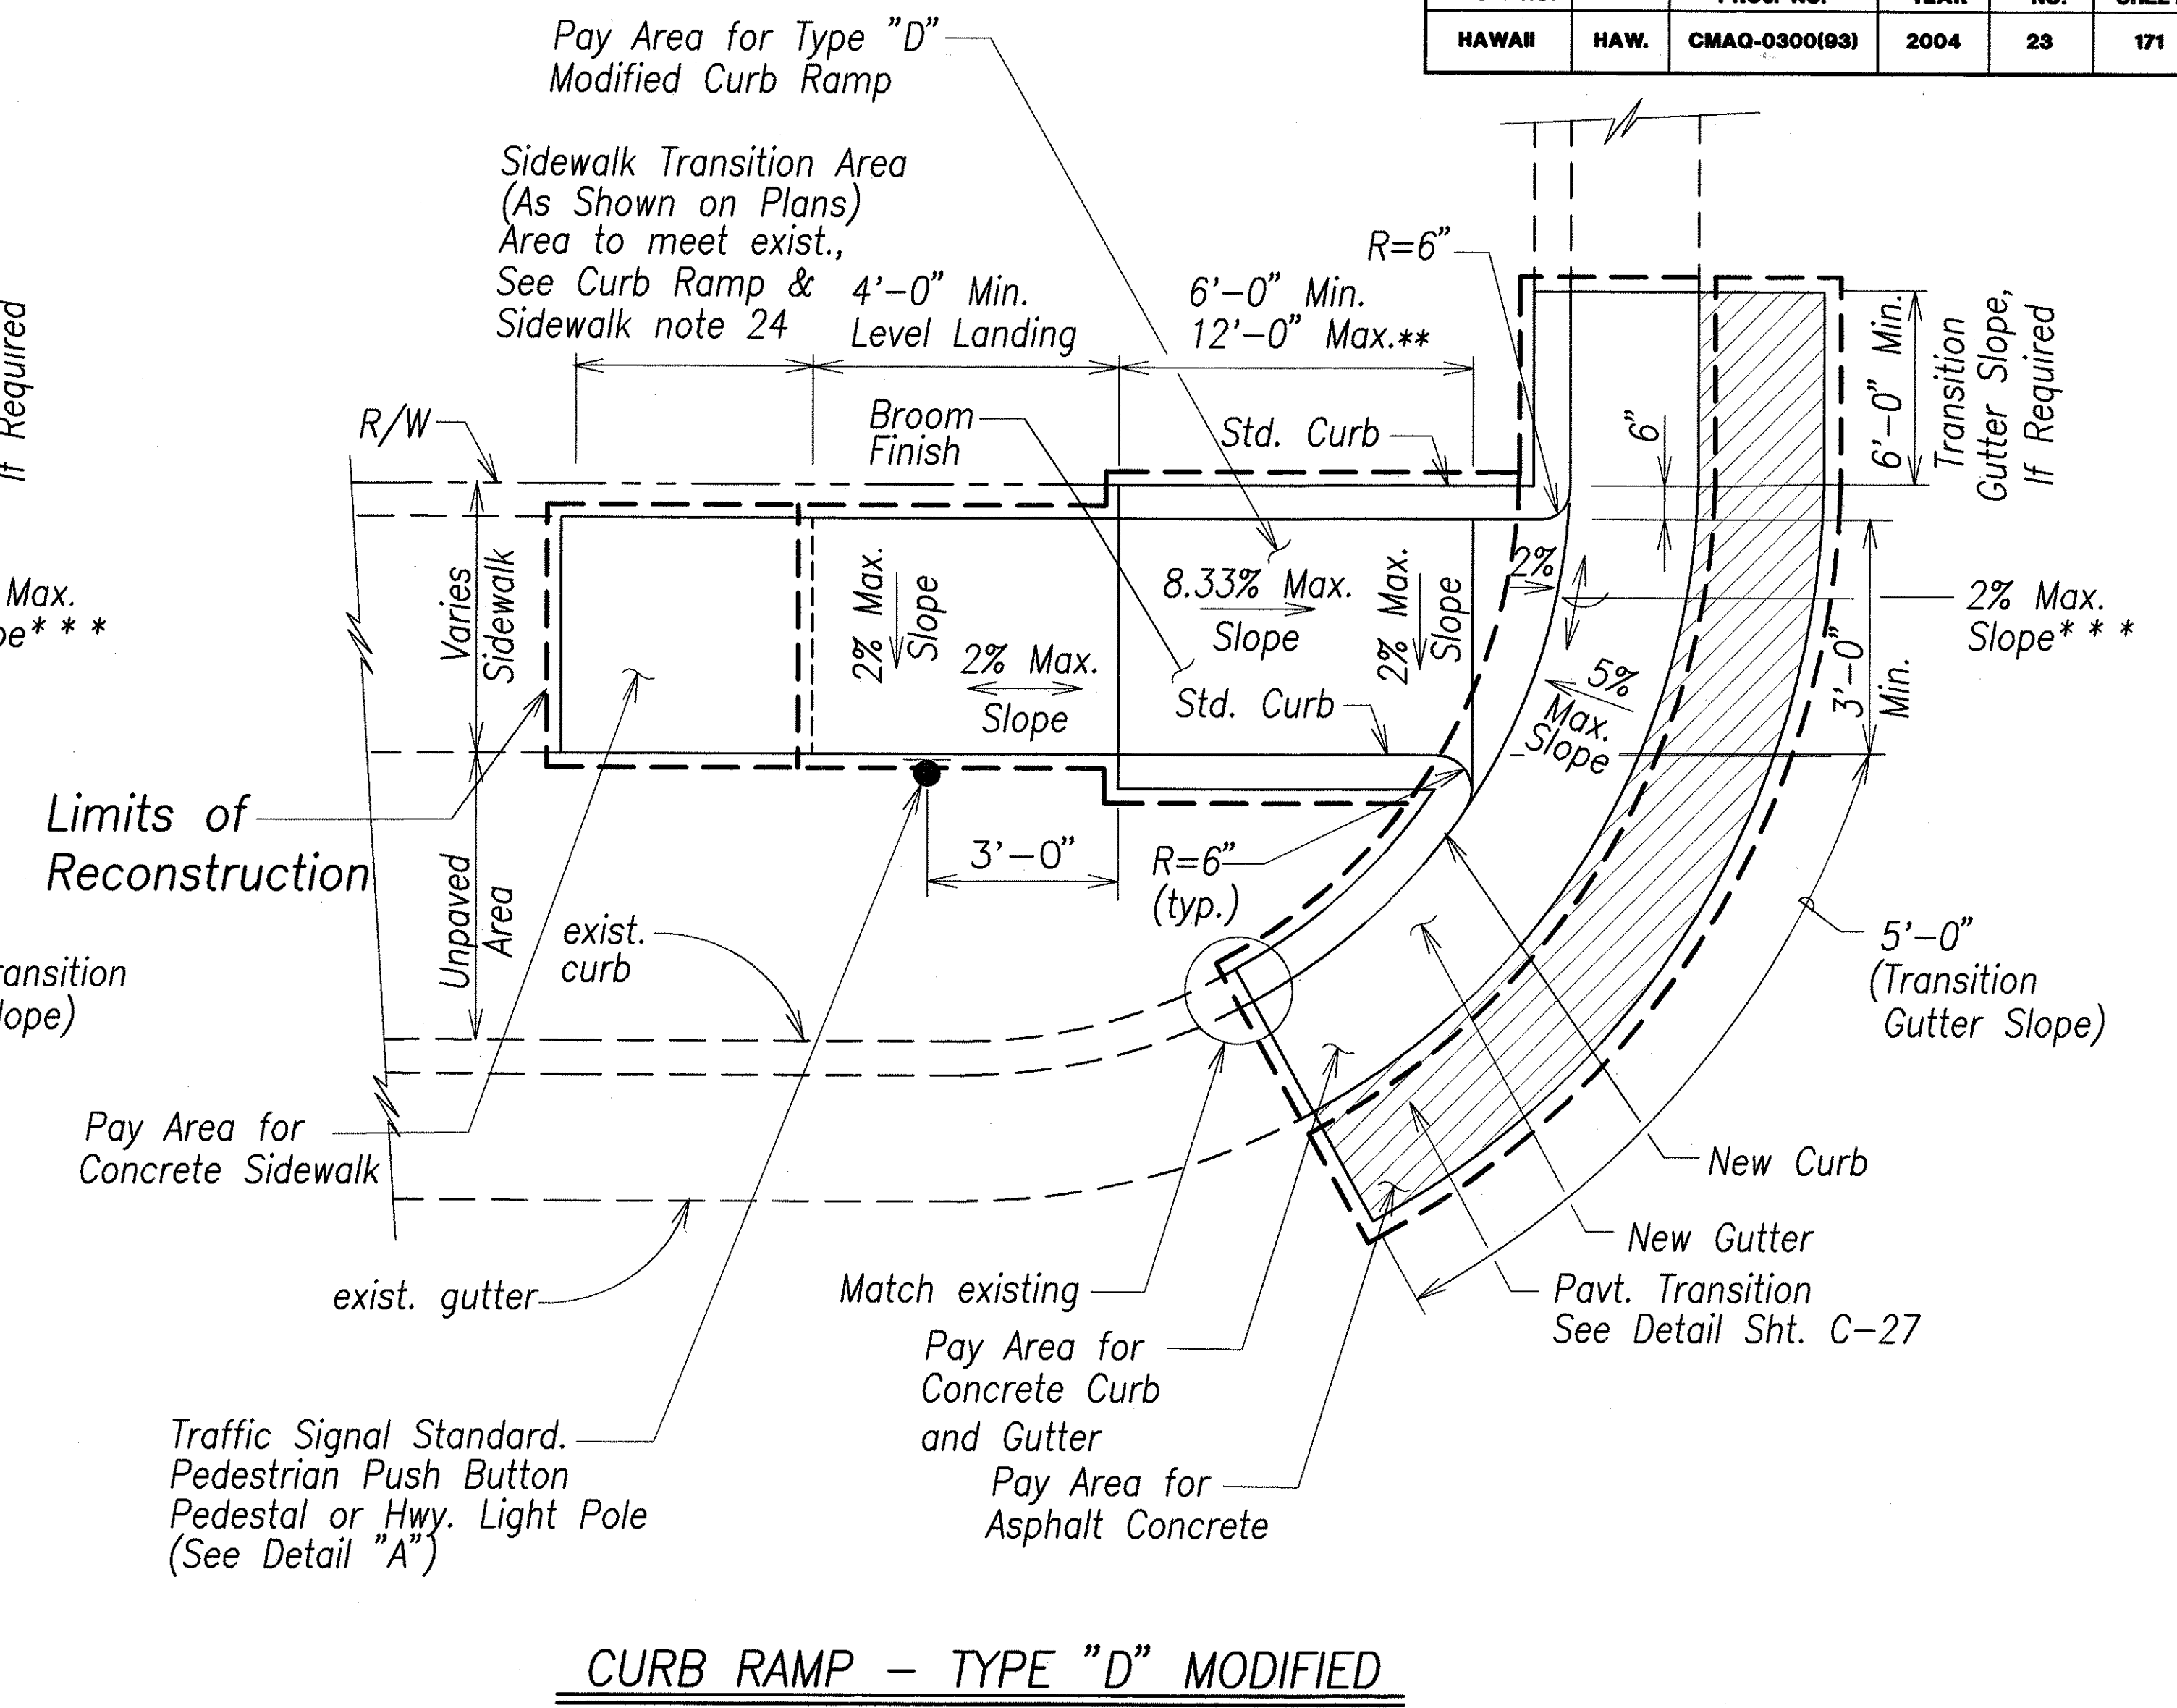 HAWAII HAW. CMAQ-0300(93) 2004 23 171
Pay Area for Type "D"
Modified Curb Ramp
Sidewalk Transition Area
(As Shown on Plans)
Area to meet exist.,
See Curb Ramp &
Sidewalk note 24
4'-0" Min.
Level Landing
6'-0" Min.
12'-0" Max.**
R=6"
6'-0" Min.
Transition
Gutter Slope,
If Required
If Required
R/W
Broom
Finish
Std. Curb
6"
Max.
pe***
Varies
Sidewalk
2% Max.
Slope
2% Max.
Slope
8.33% Max.
Slope
2% Max.
Slope
2%
Std. Curb
5%
Max.
Slope
3'-0"
Min.
2% Max.
Slope***
Limits of
Reconstruction
Unpaved
Area
3'-0"
R=6"
(typ.)
exist.
curb
ransition
lope)
5'-0"
(Transition
Gutter Slope)
Pay Area for
Concrete Sidewalk
New Curb
New Gutter
exist. gutter
Match existing
Pavt. Transition
See Detail Sht. C-27
Pay Area for
Concrete Curb
and Gutter
Pay Area for
Asphalt Concrete
Traffic Signal Standard.
Pedestrian Push Button
Pedestal or Hwy. Light Pole
(See Detail "A")
CURB RAMP - TYPE "D" MODIFIED